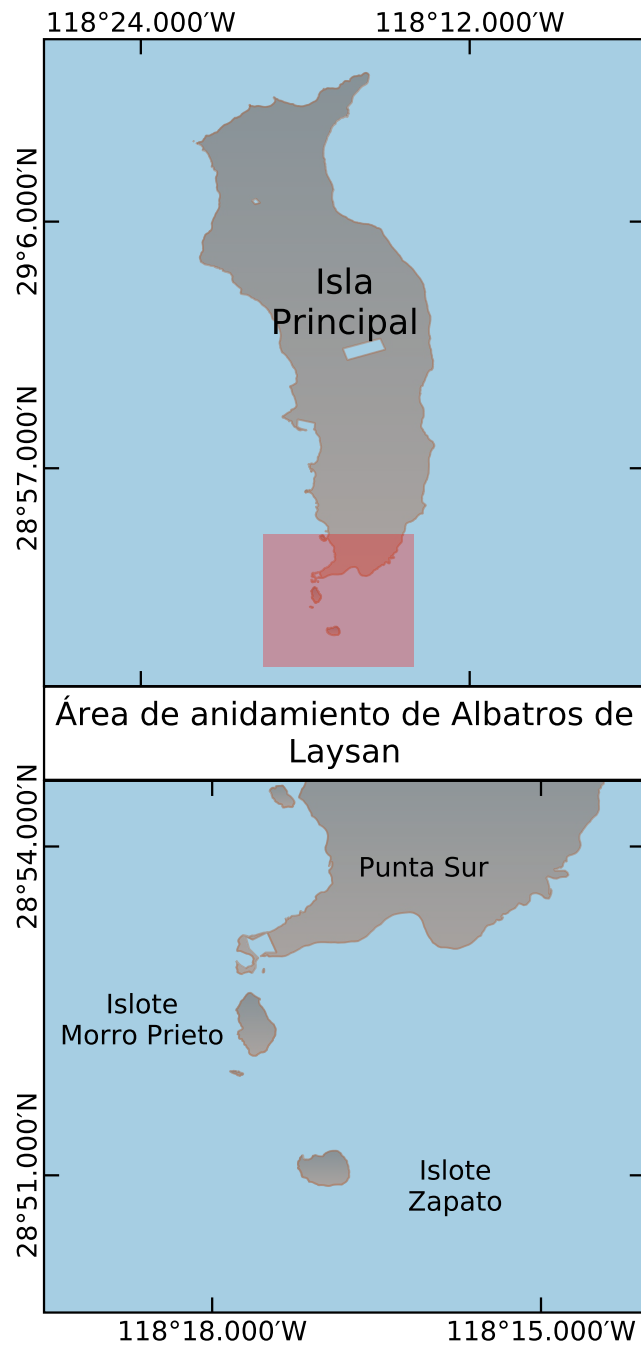 118°24.000′W
118°12.000′W
29°6.000′N
28°57.000′N
Isla
Principal
Área de anidamiento de Albatros de
Laysan
28°54.000′N
28°51.000′N
Punta Sur
Islote
Morro Prieto
Islote
Zapato
118°18.000′W
118°15.000′W